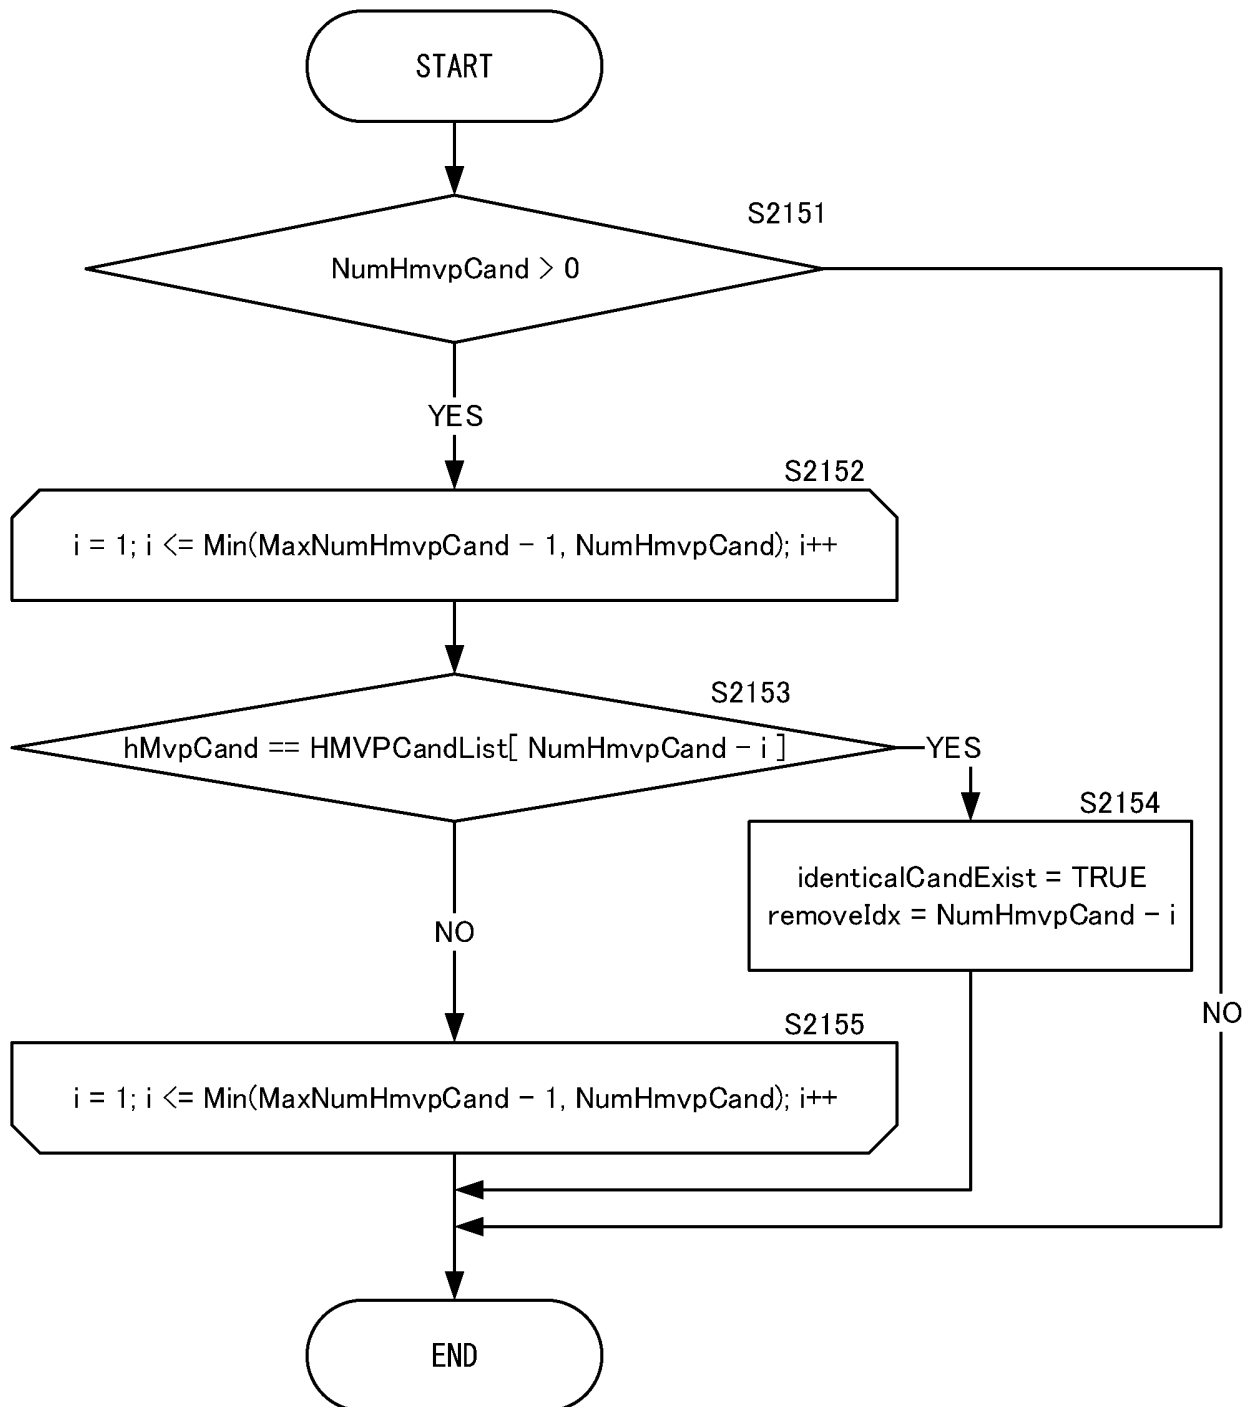 START
S2151
NumHmvpCand > 0
YES
S2152
i = 1; i <= Min(MaxNumHmvpCand - 1, NumHmvpCand); i++
S2153
hMvpCand == HMVPCandList[ NumHmvpCand - i ]
YES
S2154
identicalCandExist = TRUE
removeIdx = NumHmvpCand - i
NO
NO
S2155
i = 1; i <= Min(MaxNumHmvpCand - 1, NumHmvpCand); i++
END